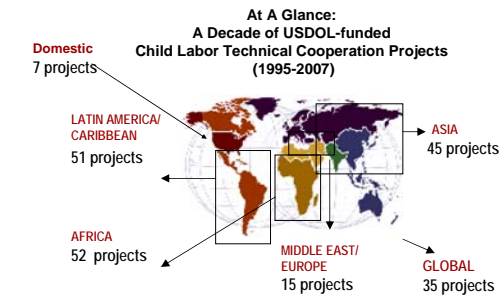 At A Glance:
A Decade of USDOL-funded
Child Labor Technical Cooperation Projects
(1995-2007)
Domestic
7 projects
LATIN AMERICA/
CARIBBEAN
51 projects
ASIA
45 projects
AFRICA
52 projects
MIDDLE EAST/
EUROPE
15 projects
GLOBAL
35 projects